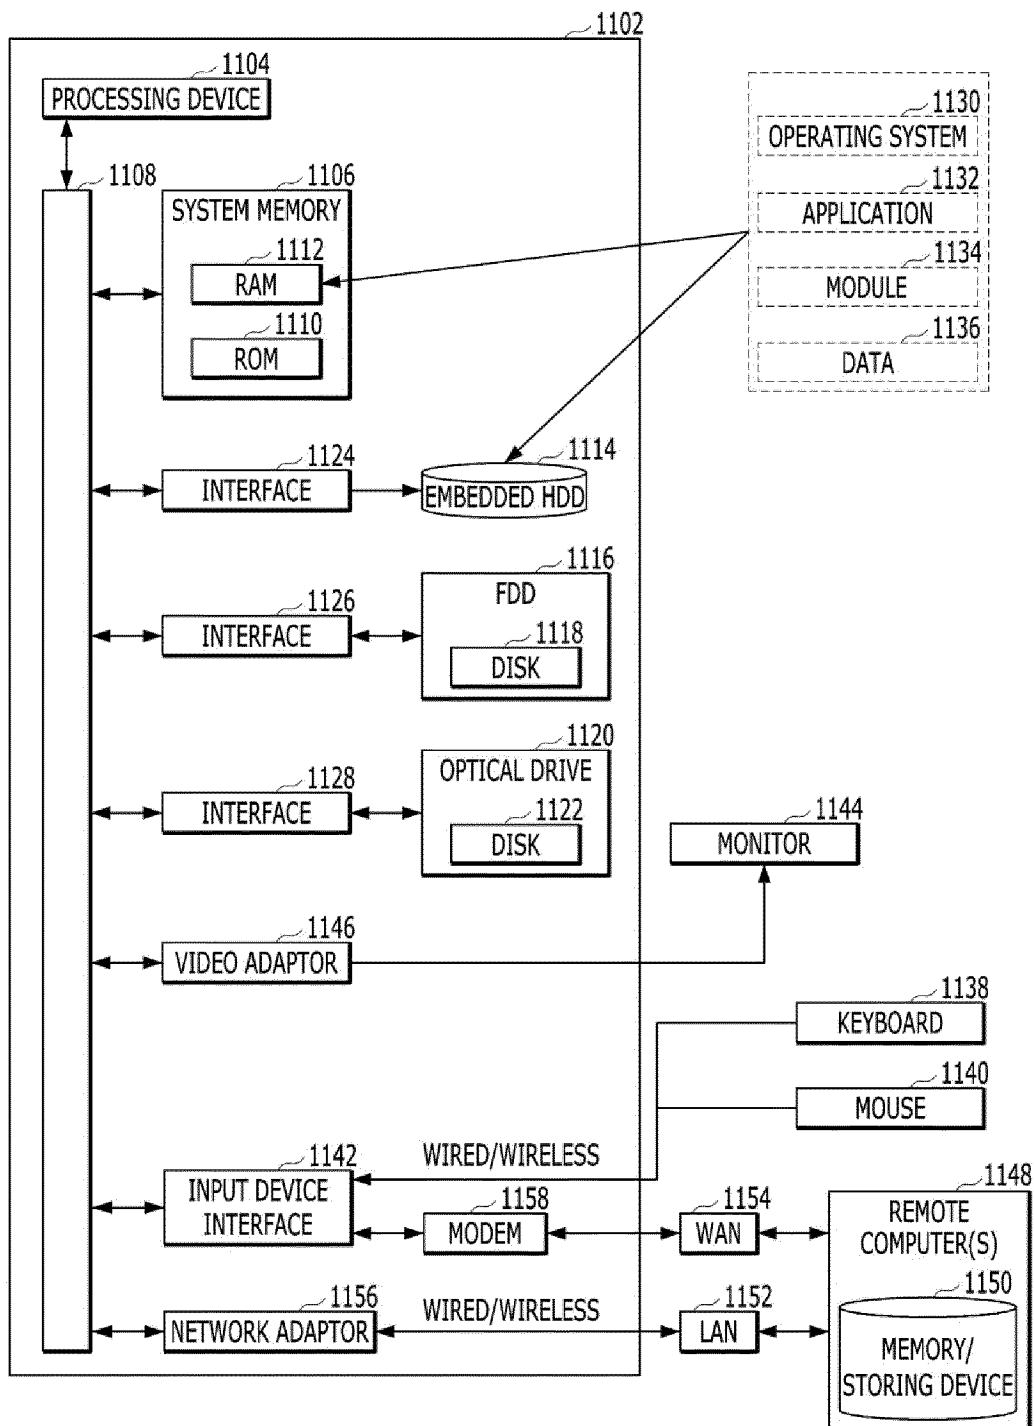 1102
1104
PROCESSING DEVICE
1108
1106
SYSTEM MEMORY
1112
RAM
1110
ROM
1130
OPERATING SYSTEM
1132
APPLICATION
1134
MODULE
1136
DATA
1124
INTERFACE
1114
EMBEDDED HDD
1126
INTERFACE
1116
FDD
1118
DISK
1128
INTERFACE
1120
OPTICAL DRIVE
1122
DISK
1144
MONITOR
1146
VIDEO ADAPTOR
1138
KEYBOARD
1140
MOUSE
1142
INPUT DEVICE
INTERFACE
WIRED/WIRELESS
1158
MODEM
1154
WAN
1148
REMOTE
COMPUTER(S)
1150
MEMORY/
STORING DEVICE
1156
NETWORK ADAPTOR
WIRED/WIRELESS
1152
LAN